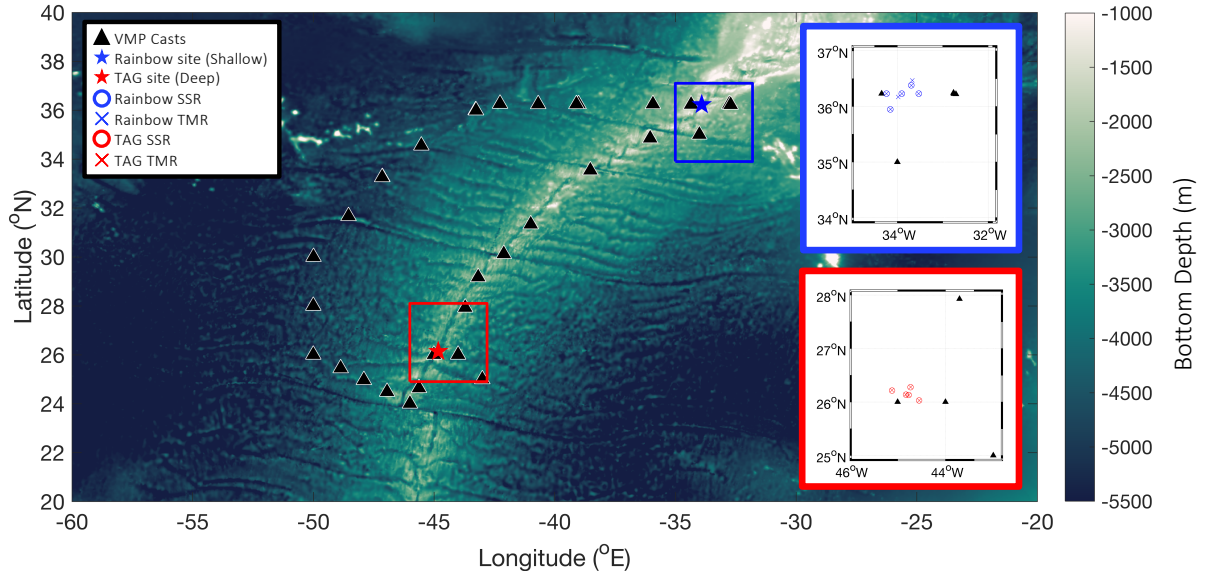 VMP Casts
Rainbow site (Shallow)
TAG site (Deep)
Rainbow SSR
Rainbow TMR
TAG SSR
TAG TMR
40
38
36
34
32
30
28
26
24
22
20
Latitude (°N)
-60
-55
-50
-45
-40
-35
-30
-25
-20
Longitude (°E)
37°N
36°N
35°N
34°N
34°W
32°W
28°N
27°N
26°N
25°N
46°W
44°W
-1000
-1500
-2000
-2500
-3000
-3500
-4000
-4500
-5000
-5500
Bottom Depth (m)